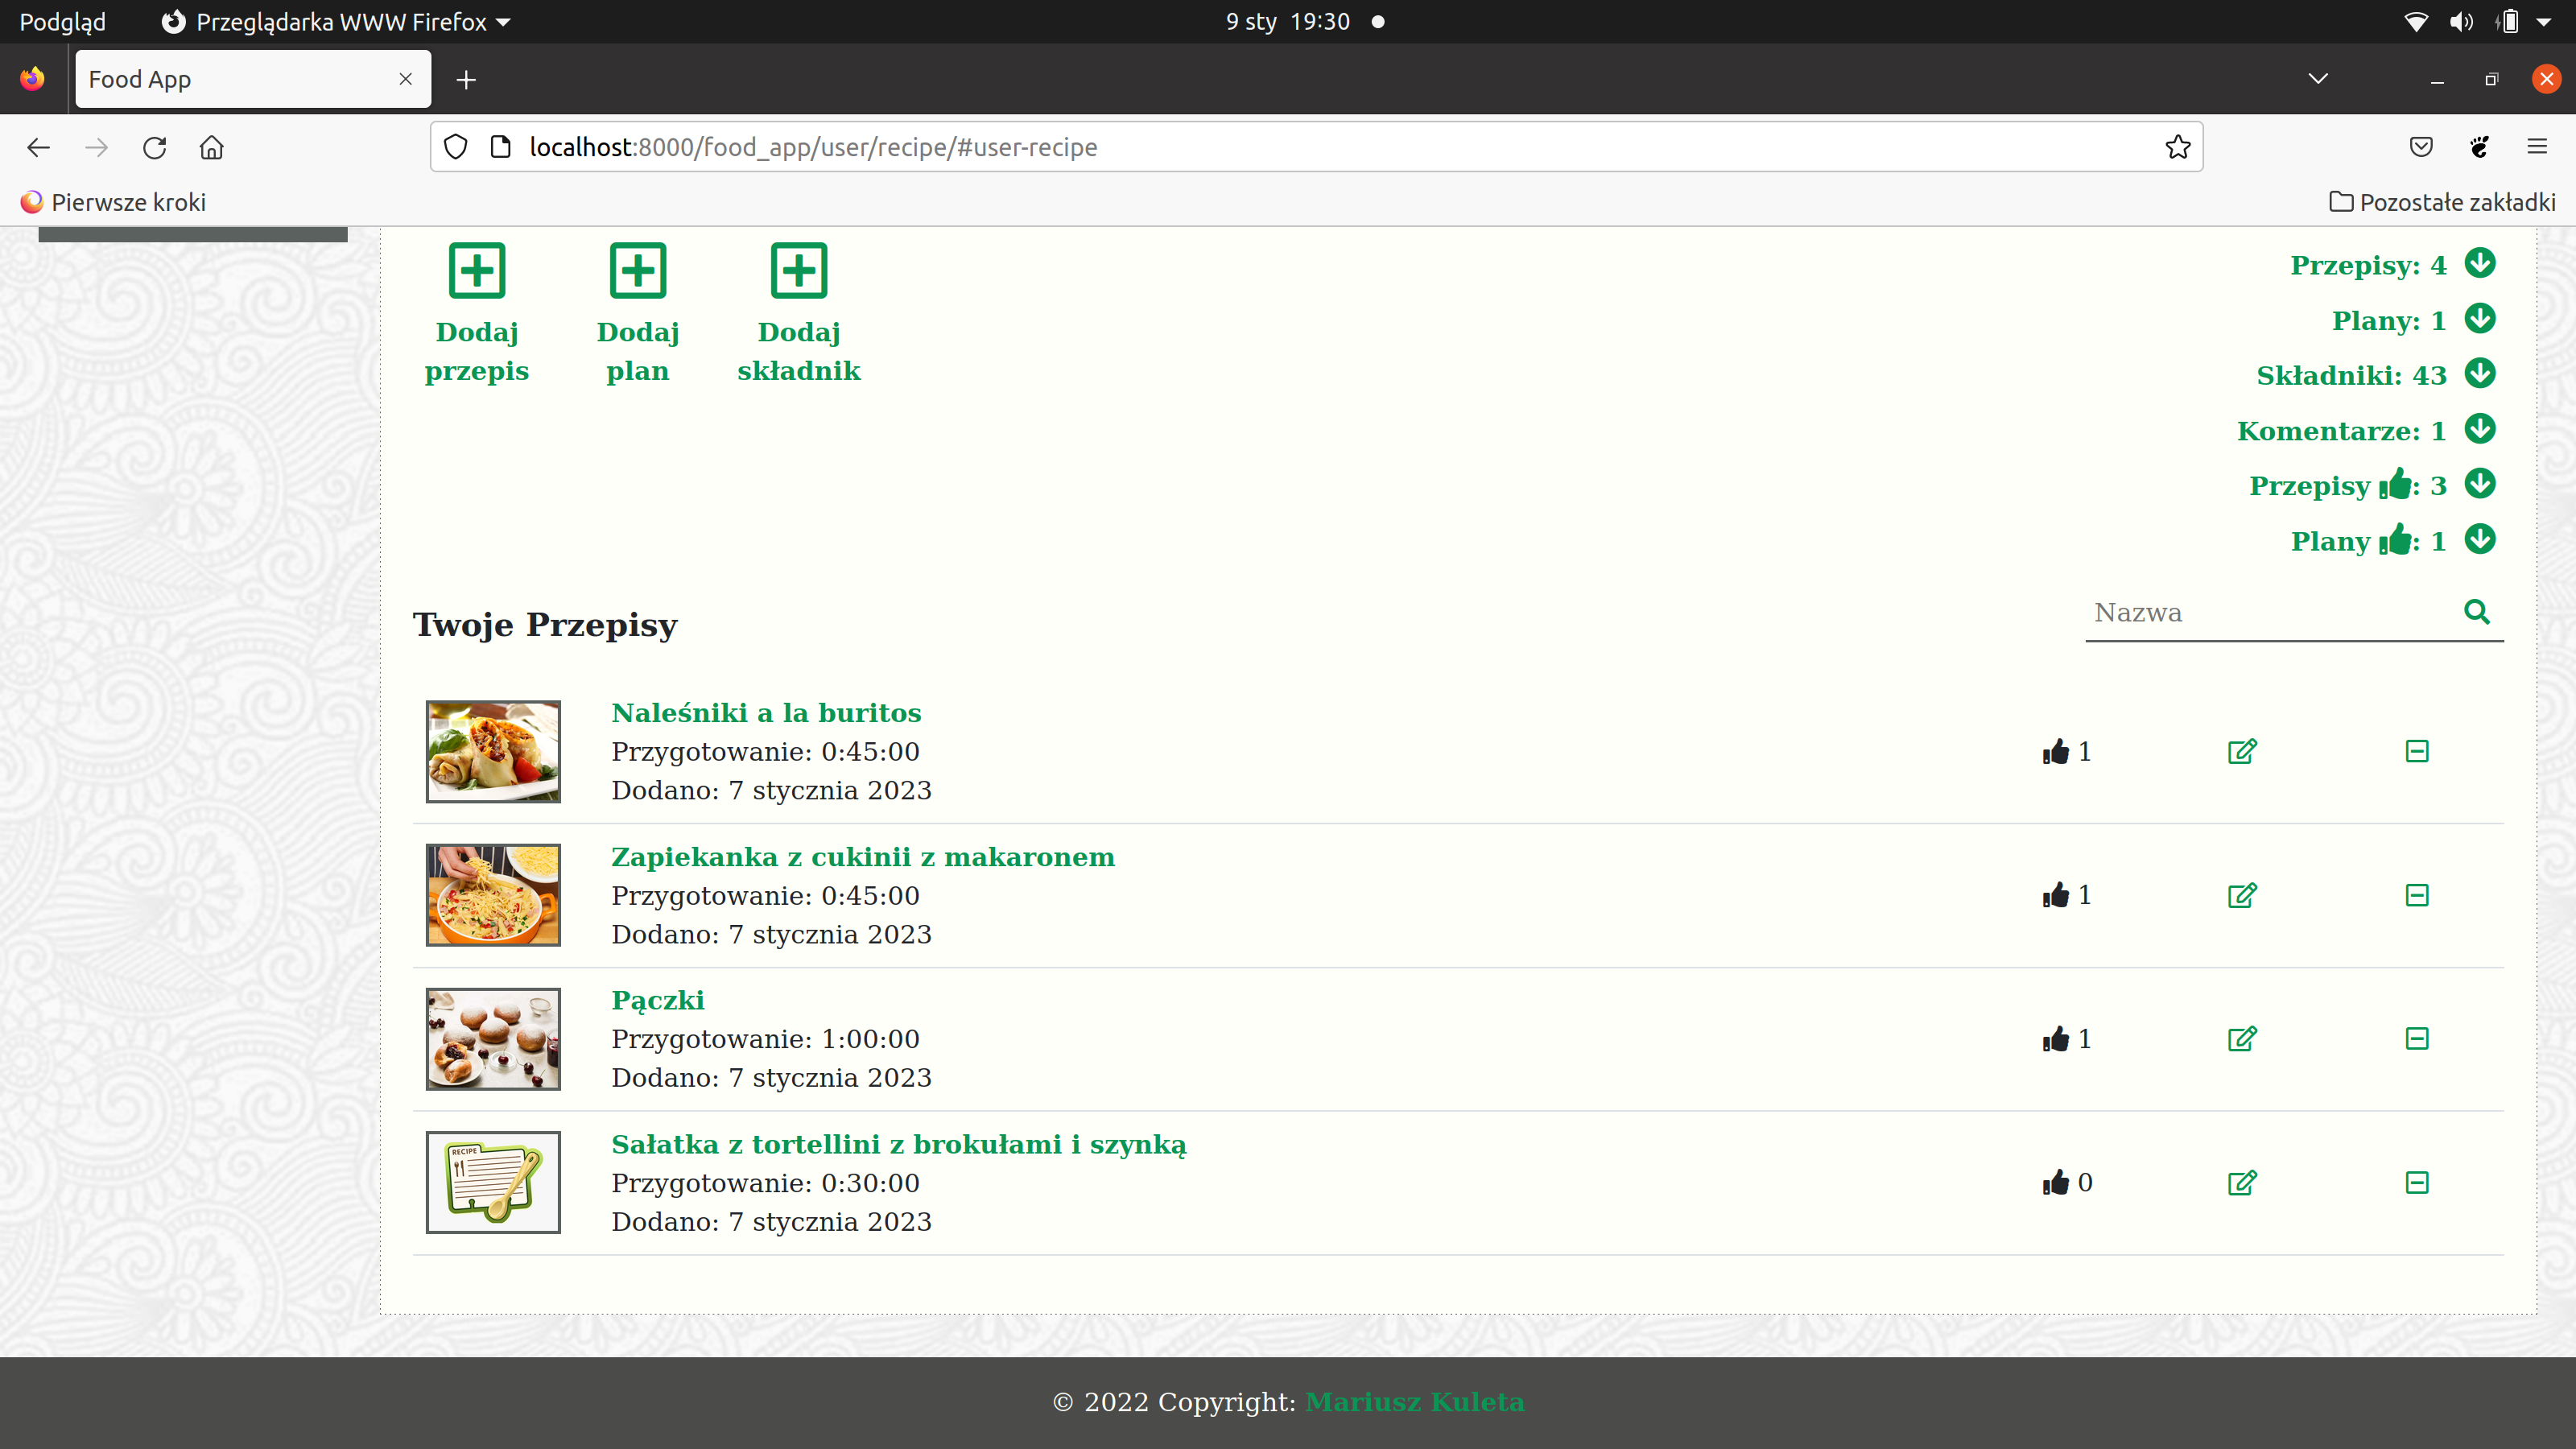 Podgląd
Przeglądarka WWW Firefox
9 sty 19:30
Food App
localhost:8000/food_app/user/recipe/#user-recipe
Pierwsze kroki
Pozostałe zakładki
Dodaj
przepis
Dodaj
plan
Dodaj
składnik
Przepisy: 4
Plany: 1
Składniki: 43
Komentarze: 1
Przepisy : 3
Plany : 1
Twoje Przepisy
Nazwa
Naleśniki a la buritos
Przygotowanie: 0:45:00
Dodano: 7 stycznia 2023
1
Zapiekanka z cukinii z makaronem
Przygotowanie: 0:45:00
Dodano: 7 stycznia 2023
1
Pączki
Przygotowanie: 1:00:00
Dodano: 7 stycznia 2023
1
RECIPE
Sałatka z tortellini z brokułami i szynką
Przygotowanie: 0:30:00
Dodano: 7 stycznia 2023
0
© 2022 Copyright: Mariusz Kuleta